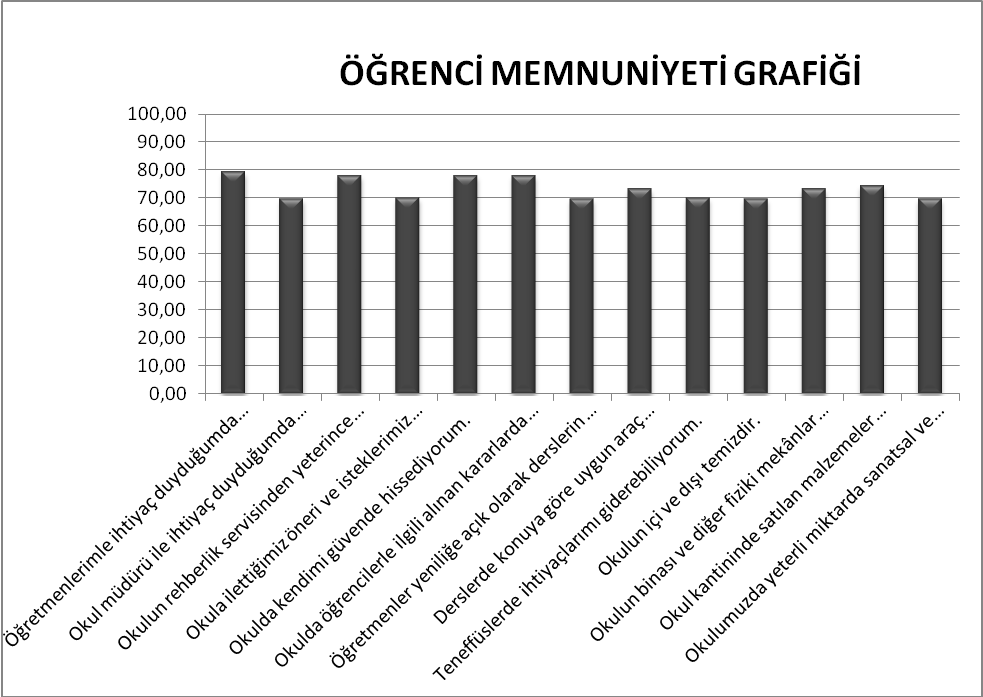 ÖĞRENCİ MEMNUNİYETİ GRAFİĞİ
100,00
90,00
80,00
70,00
60,00
50,00
40,00
30,00
20,00
10,00
0,00
Öğretmenlerimle ihtiyaç duyduğumda...
Okul müdürü ile ihtiyaç duyduğumda...
Okulun rehberlik servisinden yeterince...
Okula ilettiğimiz öneri ve isteklerimiz...
Okulda kendimi güvende hissediyorum.
Okulda öğrencilerle ilgili alınan kararlarda...
Öğretmenler yeniliğe açık olarak derslerin...
Derslerde konuya göre uygun araç...
Teneffüslerde ihtiyaçlarımı giderebiliyorum.
Okulun içi ve dışı temizdir.
Okulun binası ve diğer fiziki mekânlar...
Okul kantininde satılan malzemeler...
Okulumuzda yeterli miktarda sanatsal ve...